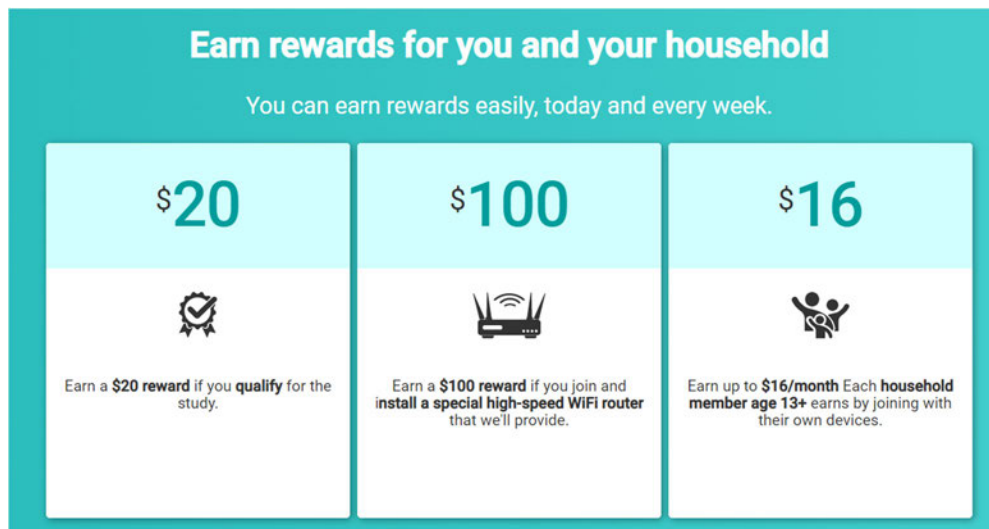 Earn rewards for you and your household
You can earn rewards easily, today and every week.
$20
Earn a $20 reward if you qualify for the
study.
$100
Earn a $100 reward if you join and
install a special high-speed WiFi router
that we'll provide.
$16
Earn up to $16/month Each household
member age 13+ earns by joining with
their own devices.